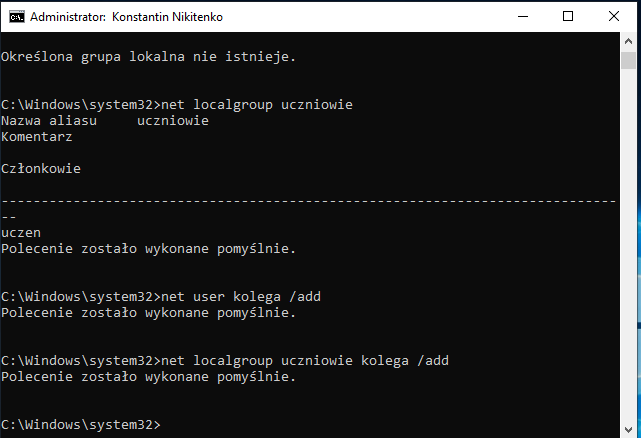 Administrator: Konstantin Nikitenko
Określona grupa lokalna nie istnieje.
C:\Windows\system32>net localgroup uczniowie
Nazwa aliasu     uczniowie
Komentarz
Członkowie
-------------------------------------------------------------------------------
uczen
Polecenie zostało wykonane pomyślnie.
C:\Windows\system32>net user kolega /add
Polecenie zostało wykonane pomyślnie.
C:\Windows\system32>net localgroup uczniowie kolega /add
Polecenie zostało wykonane pomyślnie.
C:\Windows\system32>